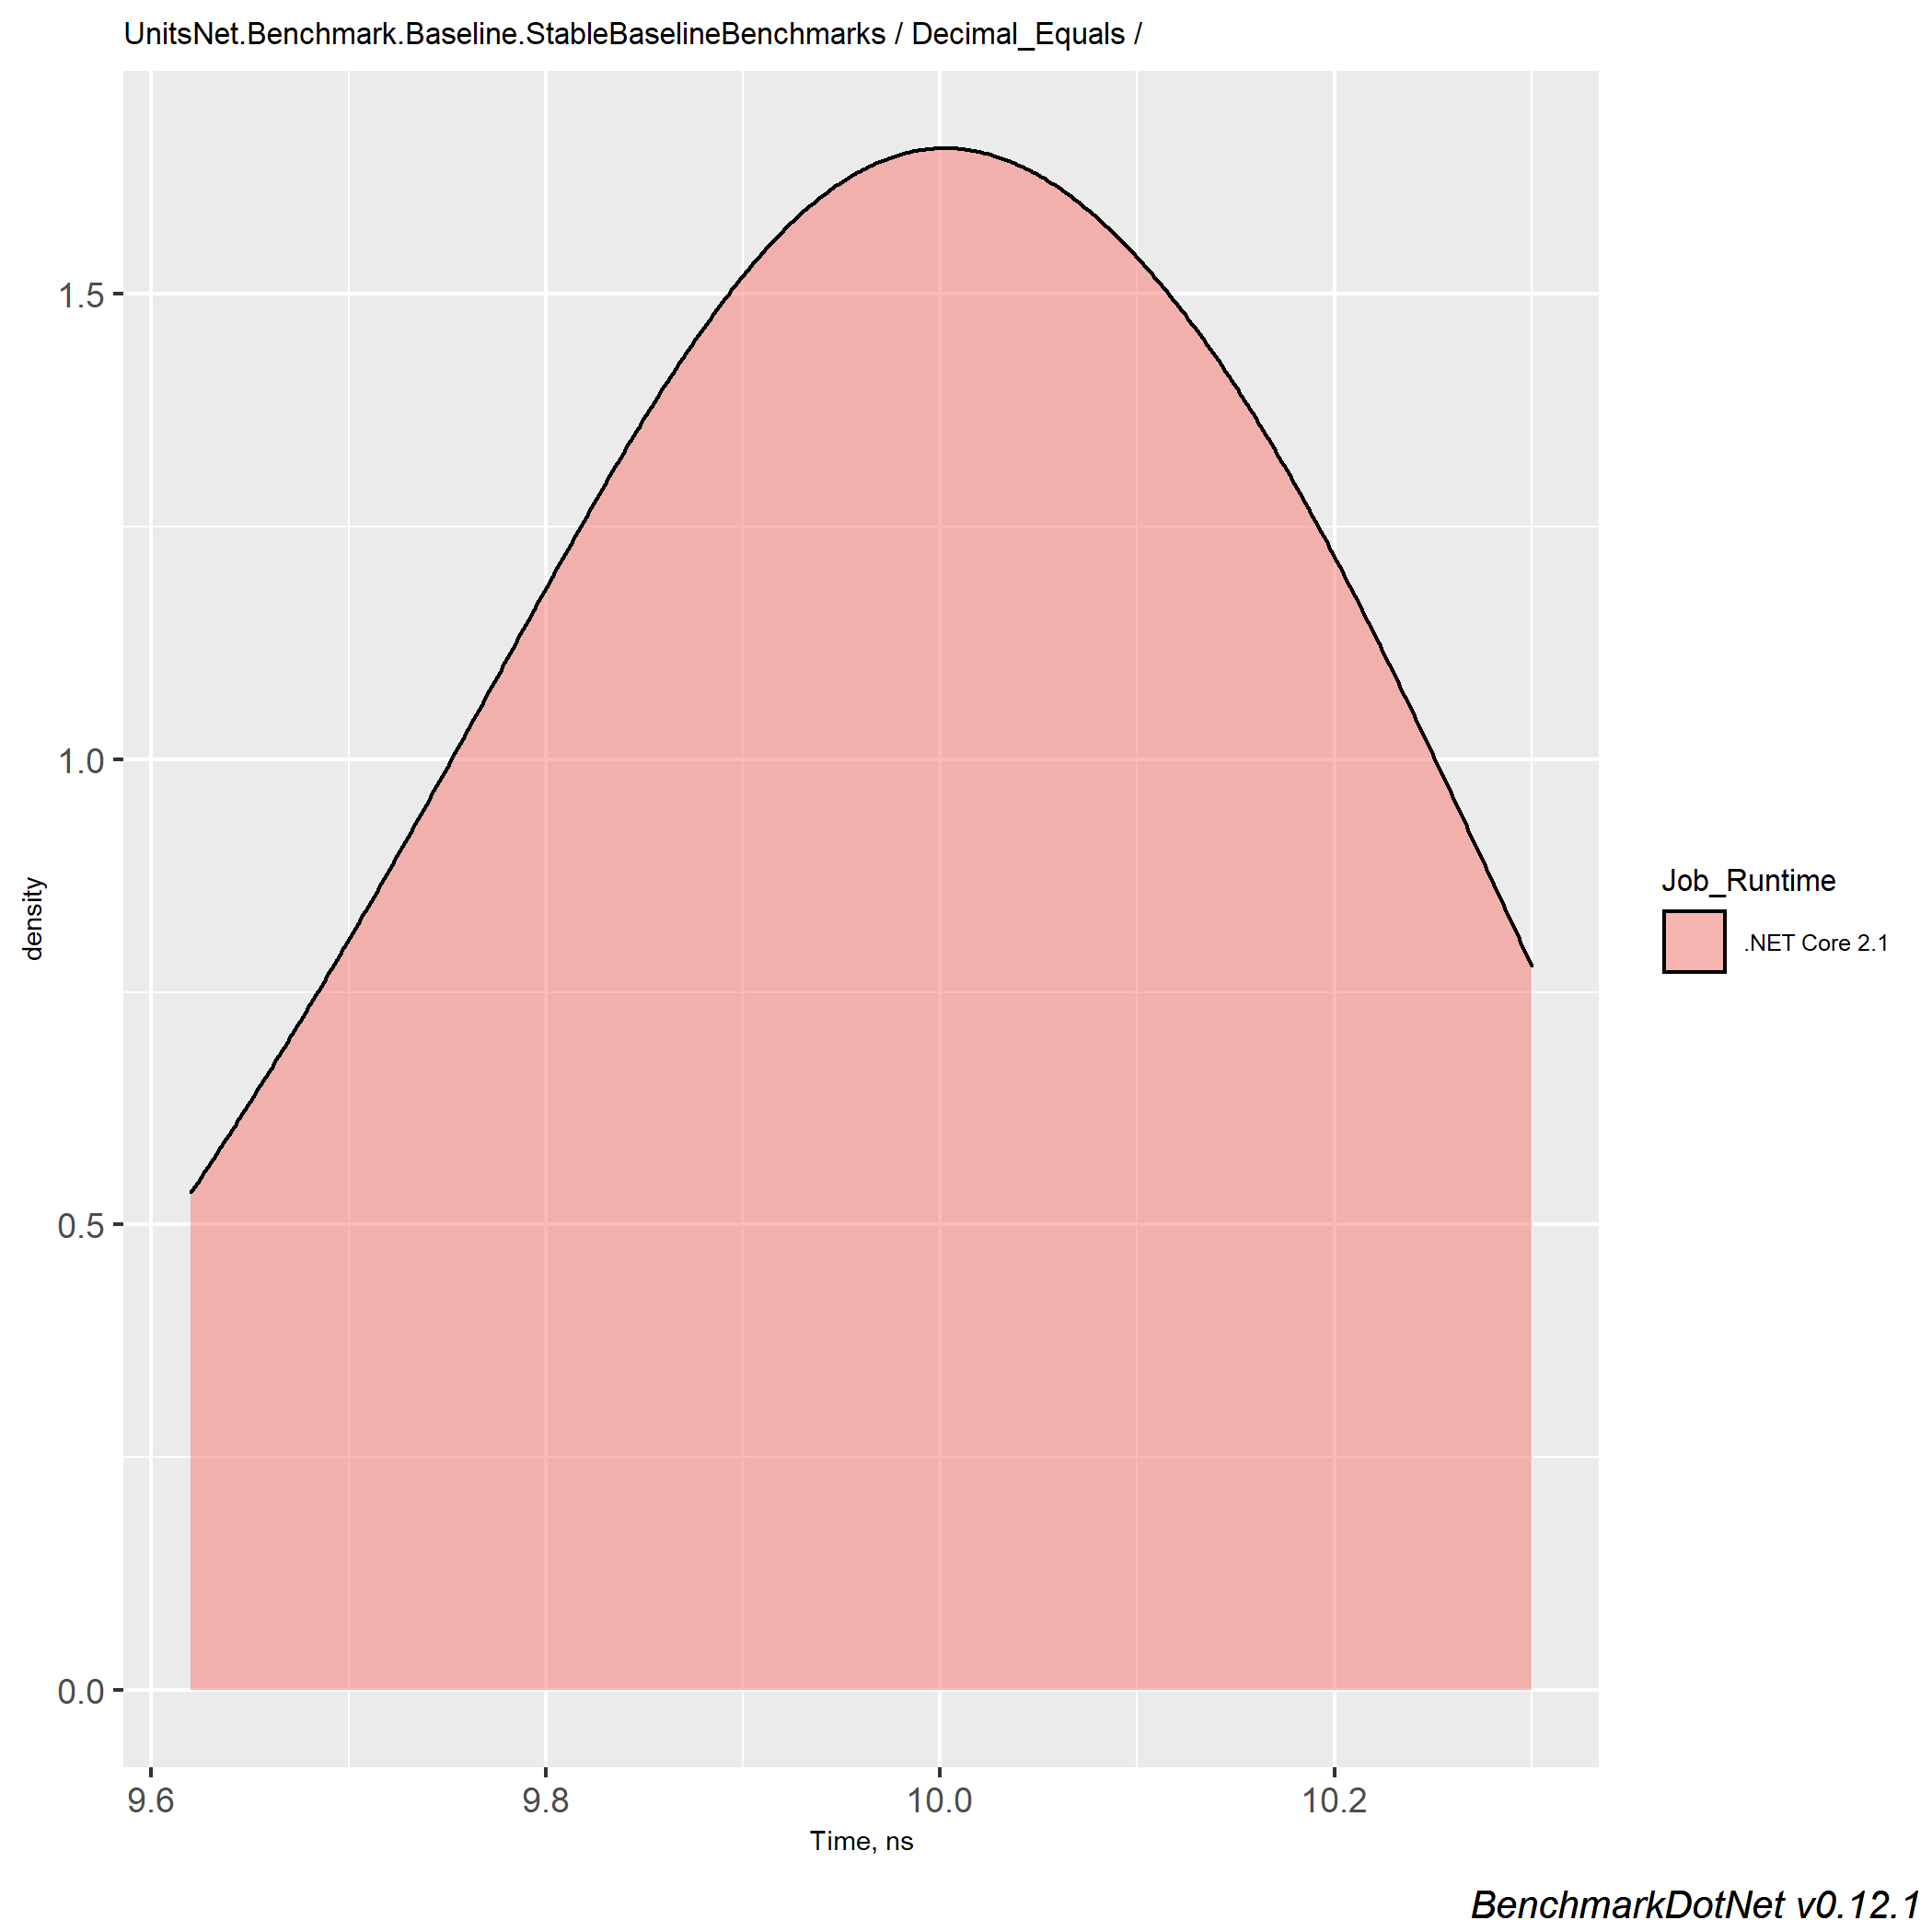 UnitsNet.Benchmark.Baseline.StableBaselineBenchmarks / Decimal_Equals /
1.5
1.0
0.5
0.0
density
9.6 9.8 10.0 10.2
Time, ns
Job_Runtime
.NET Core 2.1
BenchmarkDotNet v0.12.1